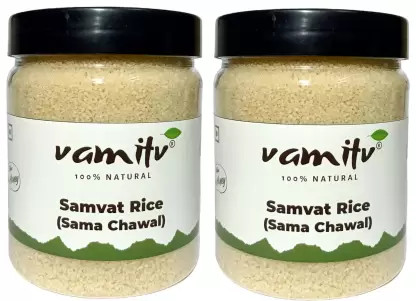 vamitv®
100% NATURAL
Samvat Rice
(Sama Chawal)
vamitv®
100% NATURAL
Samvat Rice
(Sama Chawal)